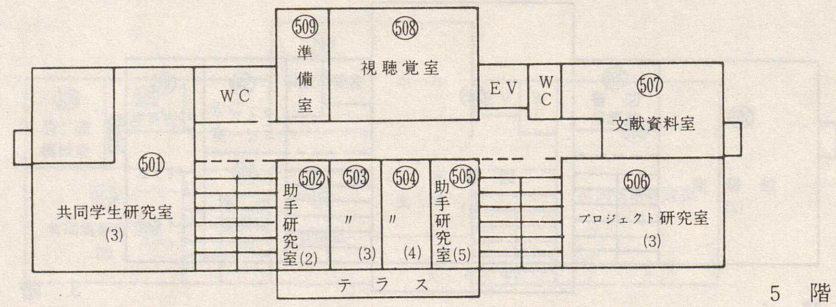 509
準備室
508
視聴覚室
WC
EV
WC
507
文献資料室
501
共同学生研究室
(3)
502
助手研究室(2)
503
〃
(3)
504
〃
(4)
505
助手研究室(5)
506
プロジェクト研究室
(3)
テラス
5 階